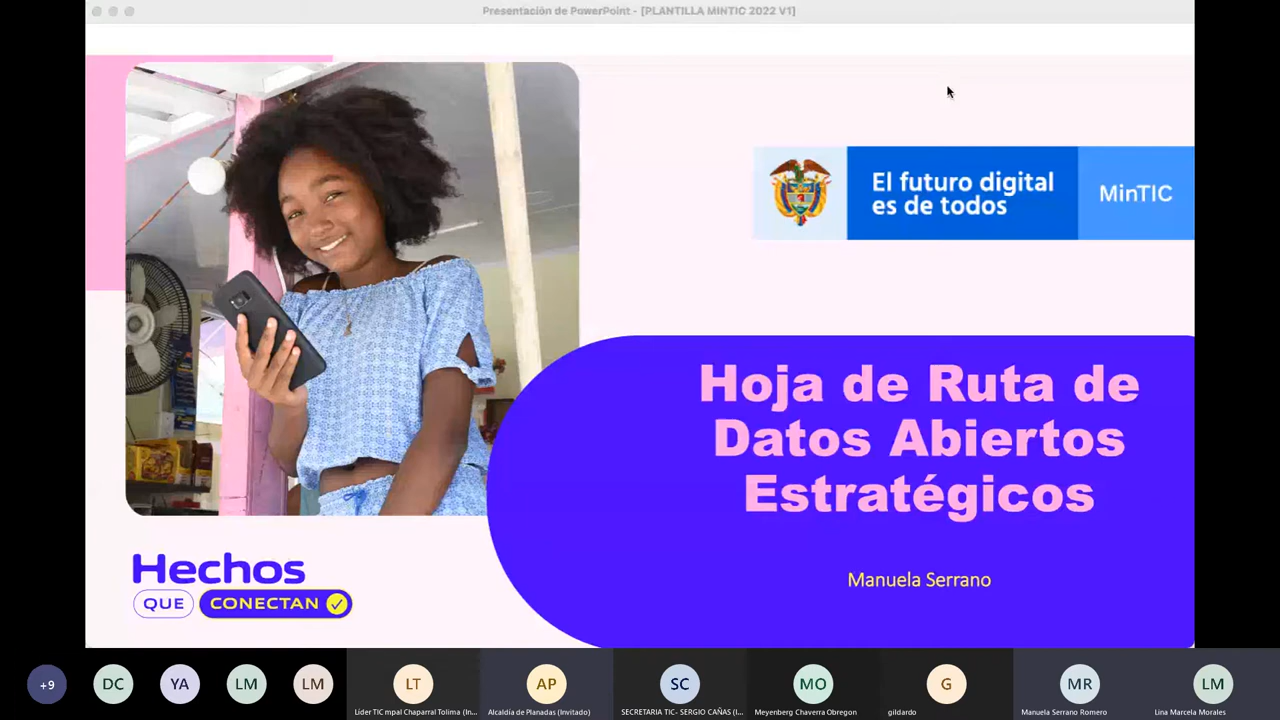 Presentación de PowerPoint - [PLANTILLA MINTIC 2022 V1]
El futuro digital
es de todos
MinTIC
Hoja de Ruta de
Datos Abiertos
Estratégicos
Manuela Serrano
Hechos
QUE CONECTAN
+9
DC
YA
LM
LM
LT
AP
SC
MO
G
MR
LM
Líder TIC mpal Chaparral Tolima (In...
Alcaldía de Planadas (Invitado)
SECRETARIA TIC- SERGIO CAÑAS (I...
Meyenberg Chaverra Obregon
gildardo
Manuela Serrano Romero
Lina Marcela Morales